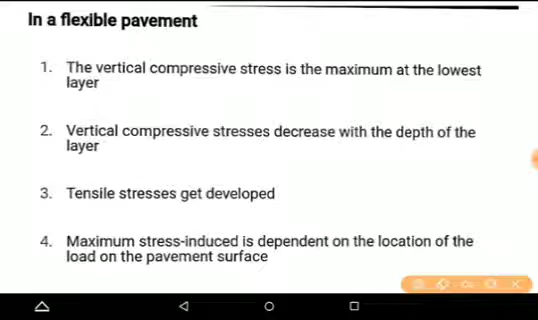 In a flexible pavement
1. The vertical compressive stress is the maximum at the lowest
layer
2. Vertical compressive stresses decrease with the depth of the
layer
3. Tensile stresses get developed
4. Maximum stress-induced is dependent on the location of the
load on the pavement surface